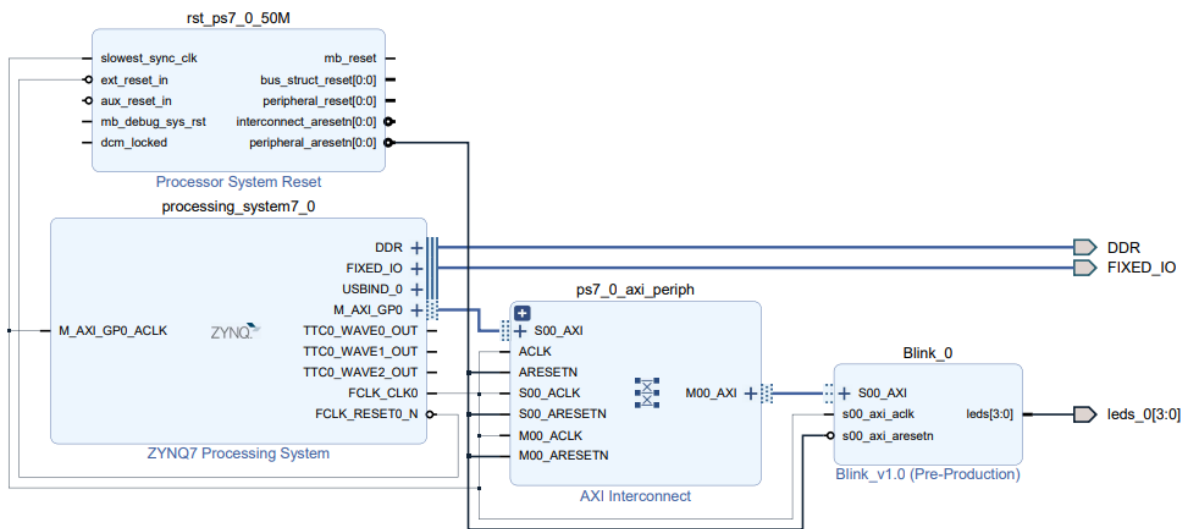 rst_ps7_0_50M
slowest_sync_clk mb_reset
ext_reset_in bus_struct_reset[0:0]
aux_reset_in peripheral_reset[0:0]
mb_debug_sys_rst interconnect_aresetn[0:0]
dcm_locked peripheral_aresetn[0:0]
Processor System Reset
processing_system7_0
DDR
FIXED_IO
USBIND_0
M_AXI_GP0
M_AXI_GP0_ACLK
ZYNQ
TTC0_WAVE0_OUT
TTC0_WAVE1_OUT
TTC0_WAVE2_OUT
FCLK_CLK0
FCLK_RESET0_N
ZYNQ7 Processing System
ps7_0_axi_periph
S00_AXI
ACLK
ARESETN
S00_ACLK M00_AXI
S00_ARESETN
M00_ACLK
M00_ARESETN
AXI Interconnect
Blink_0
S00_AXI
s00_axi_aclk leds[3:0]
s00_axi_aresetn
Blink_v1.0 (Pre-Production)
DDR
FIXED_IO
leds_0[3:0]